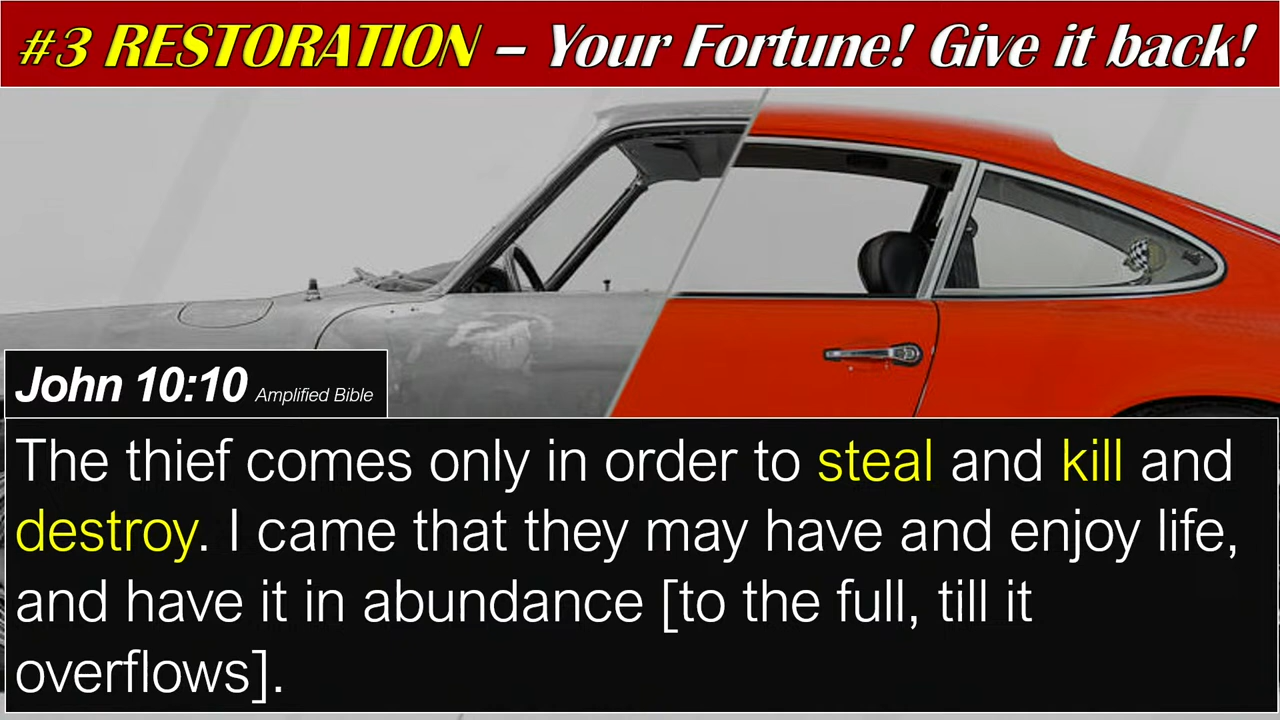 #3 RESTORATION – Your Fortune! Give it back!
John 10:10 Amplified Bible
The thief comes only in order to steal and kill and
destroy. I came that they may have and enjoy life,
and have it in abundance [to the full, till it
overflows].